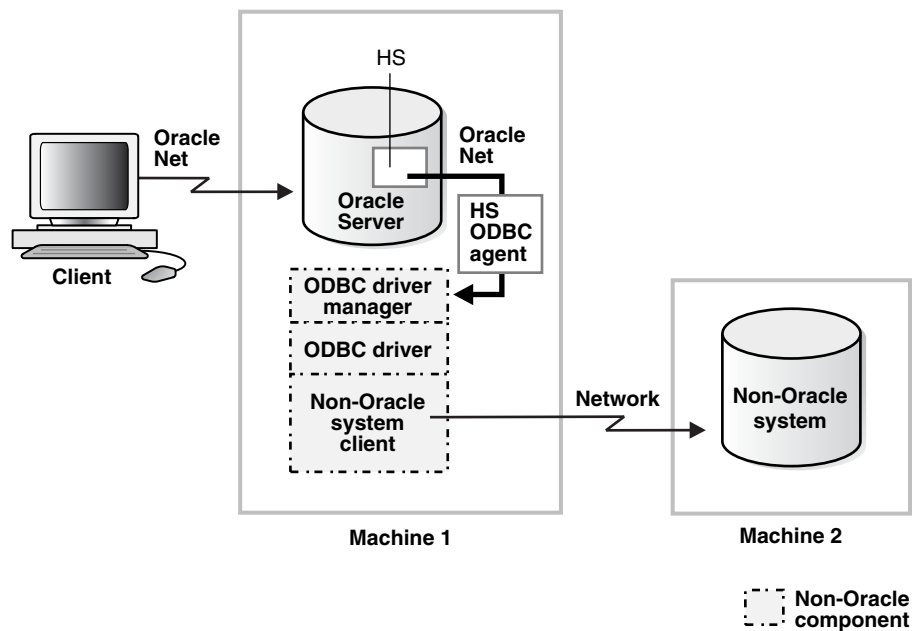 HS
Oracle
Net
Oracle
Net
Oracle
Server
HS
ODBC
agent
Client
ODBC driver
manager
ODBC driver
Non-Oracle
system
client
Network
Non-Oracle
system
Machine 1
Machine 2
Non-Oracle
component